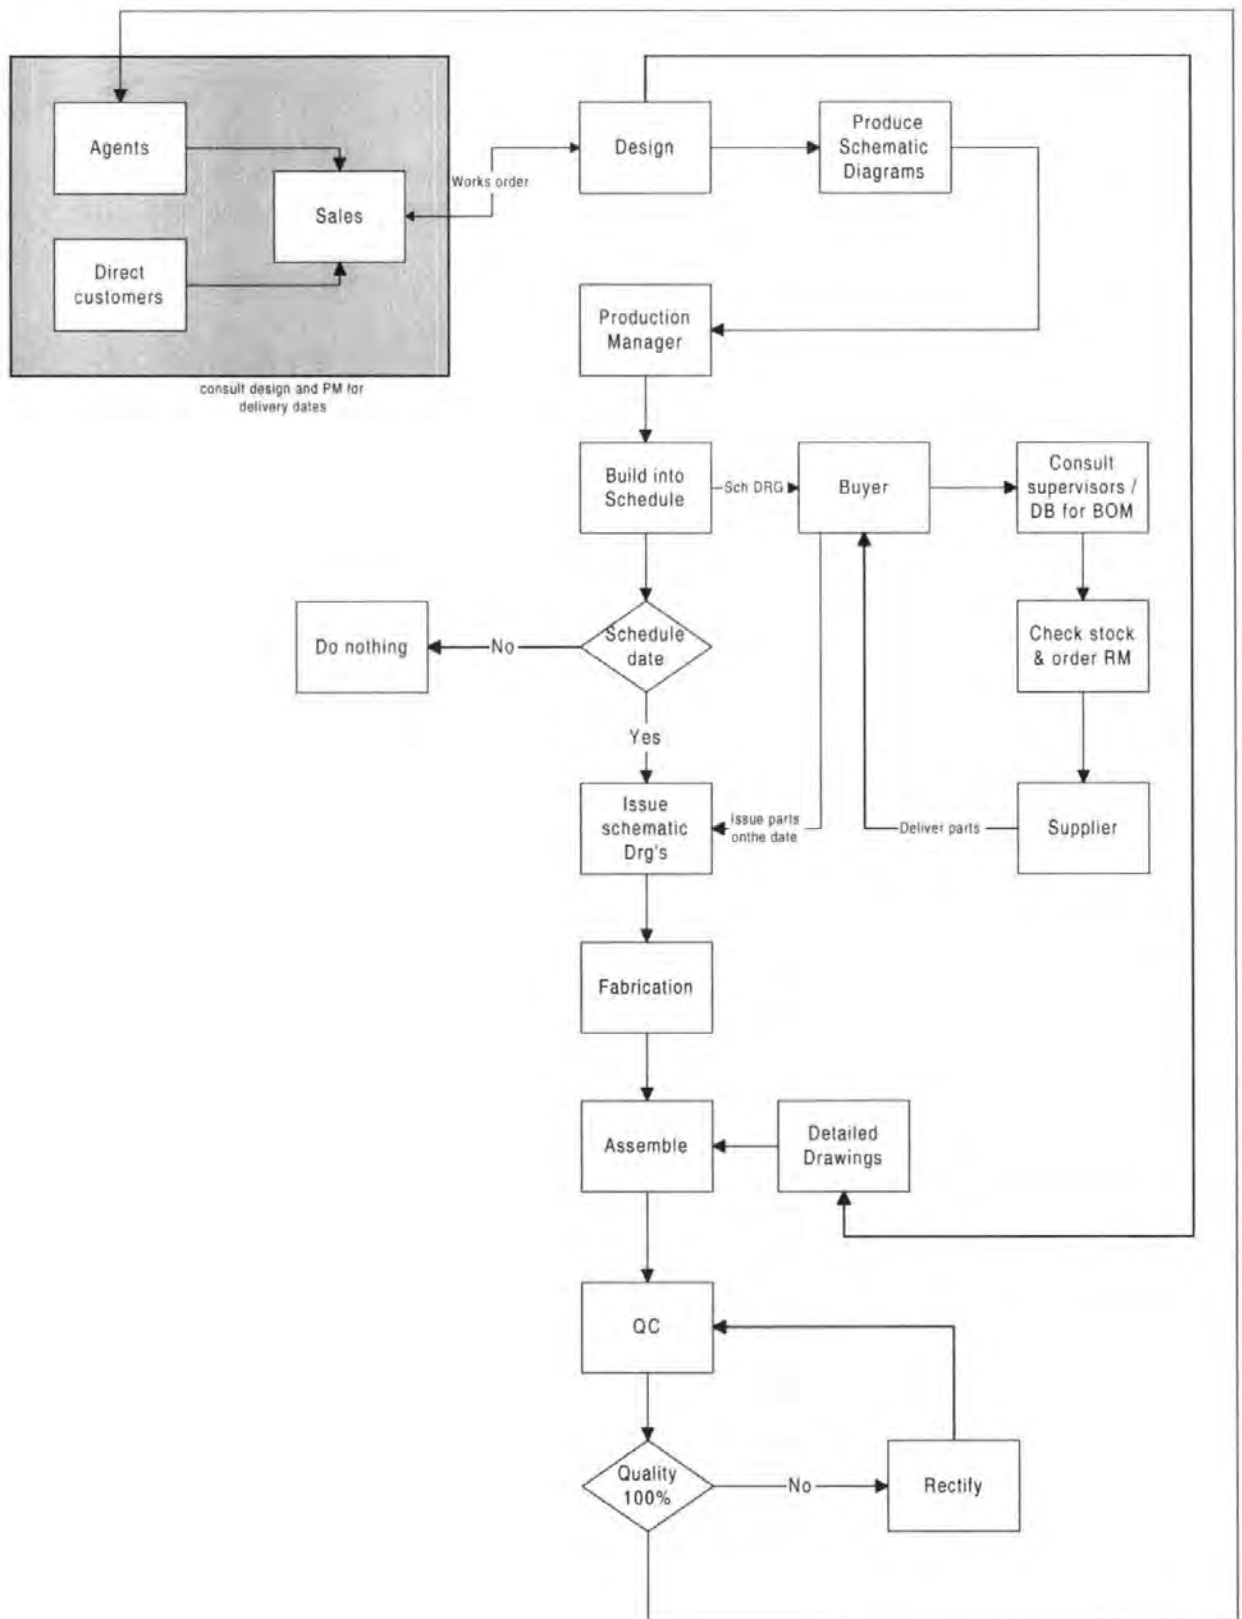 Agents
Sales
Direct
customers
consult design and PM for
delivery dates
Works order
Design
Produce
Schematic
Diagrams
Production
Manager
Build into
Schedule
Sch DRG
Buyer
Consult
supervisors /
DB for BOM
Do nothing
No
Schedule
date
Check stock
& order RM
Yes
Issue
schematic
Drg's
Issue parts
onthe date
Deliver parts
Supplier
Fabrication
Assemble
Detailed
Drawings
QC
Quality
100%
No
Rectify